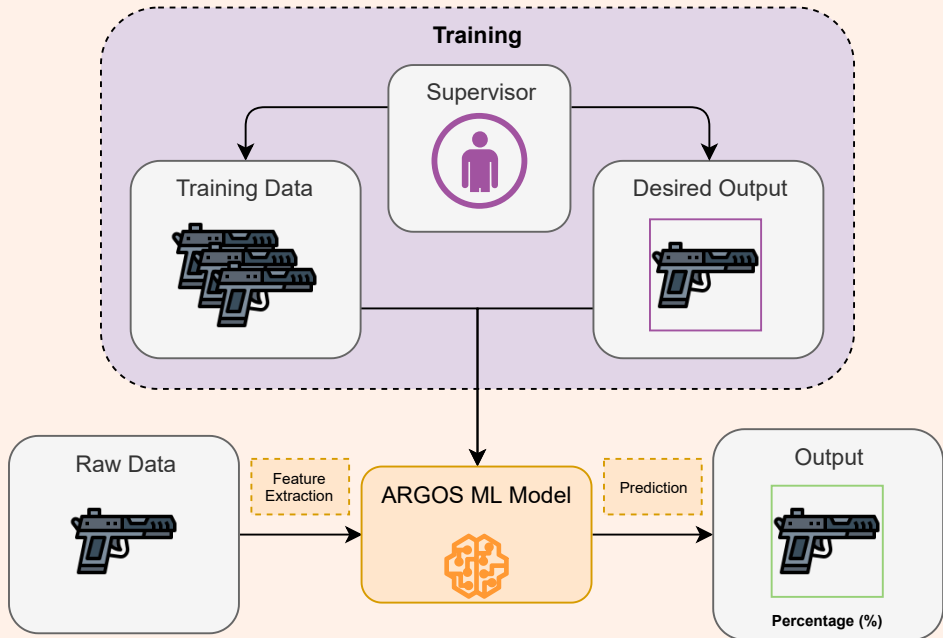 Training
Supervisor
Training Data
Desired Output
Raw Data
Feature
Extraction
ARGOS ML Model
Prediction
Output
Percentage (%)